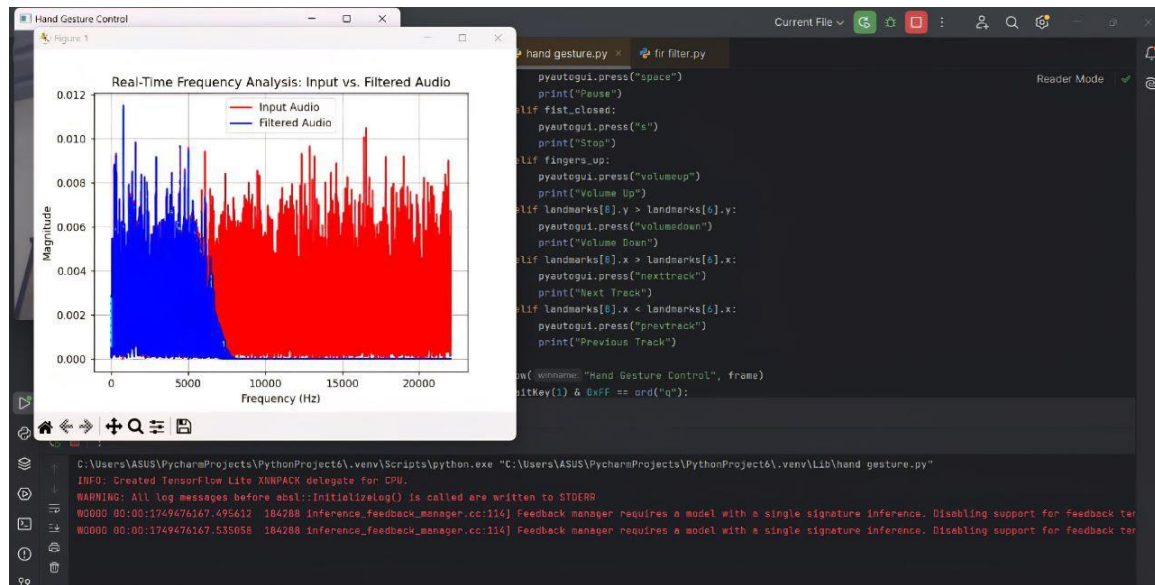 Hand Gesture Control
Figure 1
Real-Time Frequency Analysis: Input vs. Filtered Audio
Input Audio
Filtered Audio
0.012
0.010
0.008
0.006
0.004
0.002
0.000
Magnitude
0 5000 10000 15000 20000
Frequency (Hz)
Current File
hand gesture.py
fir filter.py
Reader Mode
pyautogui.press("space")
print("Pause")
elif fist_closed:
pyautogui.press("s")
print("Stop")
elif fingers_up:
pyautogui.press("volumeup")
print("Volume Up")
elif landmarks[8].y > landmarks[6].y:
pyautogui.press("volumedown")
print("Volume Down")
elif landmarks[8].x > landmarks[6].x:
pyautogui.press("nexttrack")
print("Next Track")
elif landmarks[8].x < landmarks[6].x:
pyautogui.press("prevtrack")
print("Previous Track")
ow( winname: "Hand Gesture Control", frame)
aitKey(1) & 0xFF == ord("q"):
C:\Users\ASUS\PycharmProjects\PythonProject6\.venv\Scripts\python.exe "C:\Users\ASUS\PycharmProjects\PythonProject6\.venv\Lib\hand gesture.py"
INFO: Created TensorFlow Lite XNNPACK delegate for CPU.
WARNING: All log messages before absl::InitializeLog() is called are written to STDERR
W0000 00:00:1749476167.495612 184288 inference_feedback_manager.cc:114] Feedback manager requires a model with a single signature inference. Disabling support for feedback ter
W0000 00:00:1749476167.535058 184288 inference_feedback_manager.cc:114] Feedback manager requires a model with a single signature inference. Disabling support for feedback ter